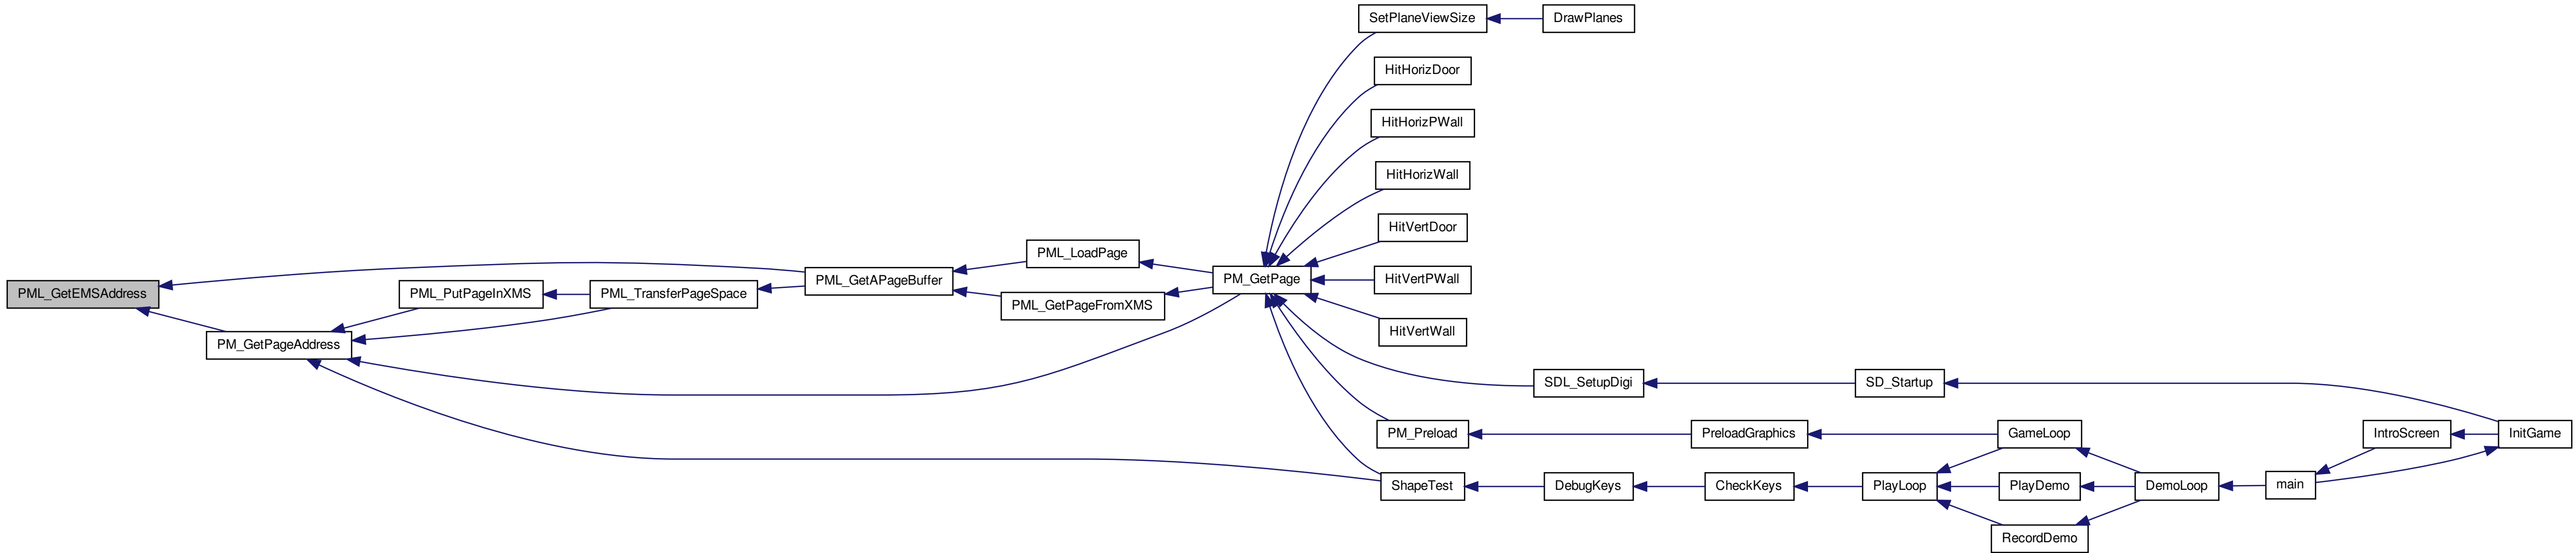 SetPlaneViewSize
DrawPlanes
HitHorizDoor
HitHorizPWall
HitHorizWall
HitVertDoor
PML_LoadPage
PML_GetEMSAddress
PML_PutPageInXMS
PML_TransferPageSpace
PML_GetAPageBuffer
PM_GetPage
HitVertPWall
PML_GetPageFromXMS
HitVertWall
PM_GetPageAddress
SDL_SetupDigi
SD_Startup
PM_Preload
PreloadGraphics
GameLoop
IntroScreen
InitGame
ShapeTest
DebugKeys
CheckKeys
PlayLoop
PlayDemo
DemoLoop
main
RecordDemo